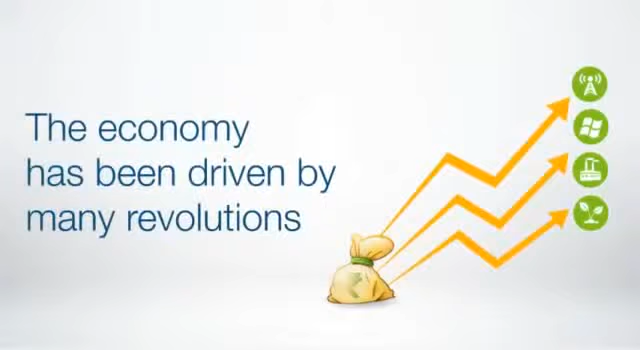 The economy
has been driven by
many revolutions
₹